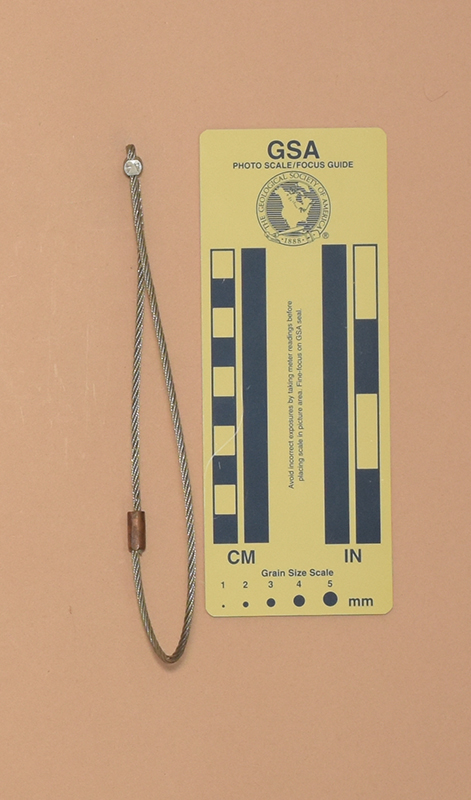 GSA
PHOTO SCALE/FOCUS GUIDE
THE GEOLOGICAL SOCIETY OF AMERICA
· 1888 ·
®
Avoid incorrect exposures by taking meter readings before
placing scale in picture area. Fine-focus on GSA seal.
CM IN
Grain Size Scale
1 2 3 4 5
mm